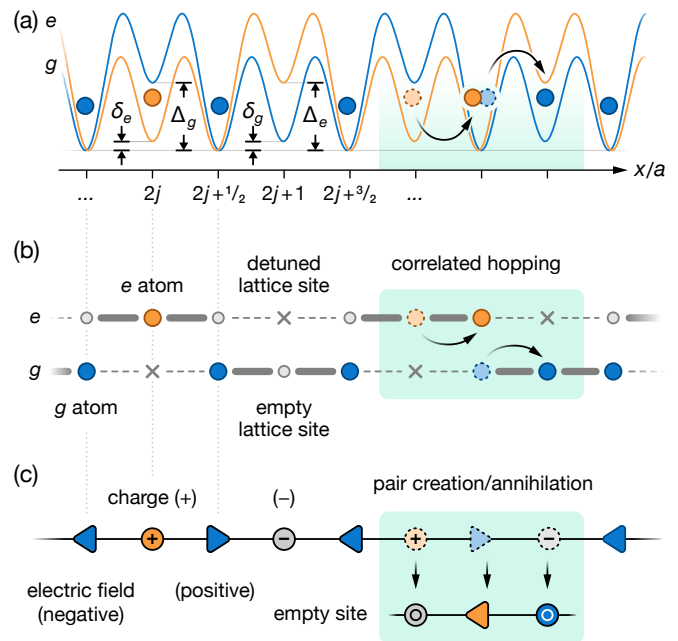 (a)
e
g
δe Δg δg Δe
x/a
... 2j 2j+1/2 2j+1 2j+3/2 ...
(b)
e atom
detuned
lattice site
correlated hopping
e
g
g atom
empty
lattice site
(c)
charge (+)
(−)
pair creation/annihilation
+ − + −
electric field
(negative)
(positive)
empty site